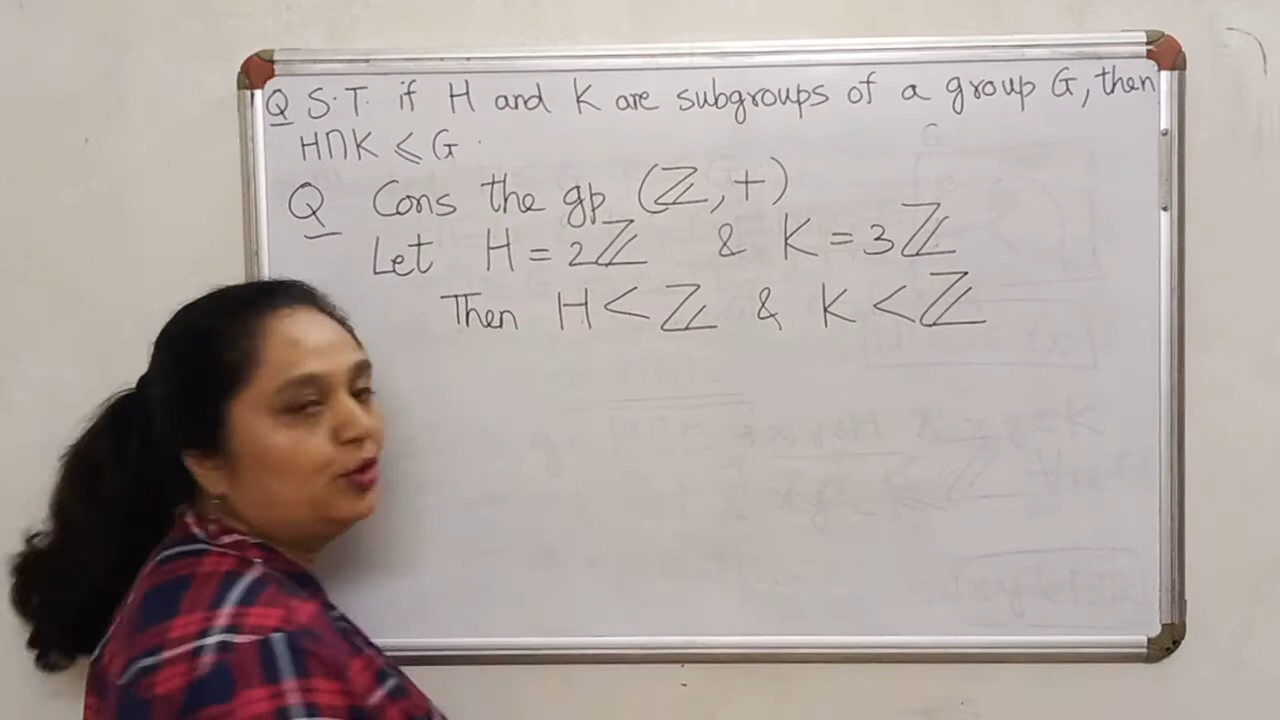 Q S.T. if H and K are subgroups of a group G, then
H∩K ⩽ G.
Q Cons the gp (ℤ,+)
Let H = 2ℤ & K = 3ℤ
Then H < ℤ & K < ℤ